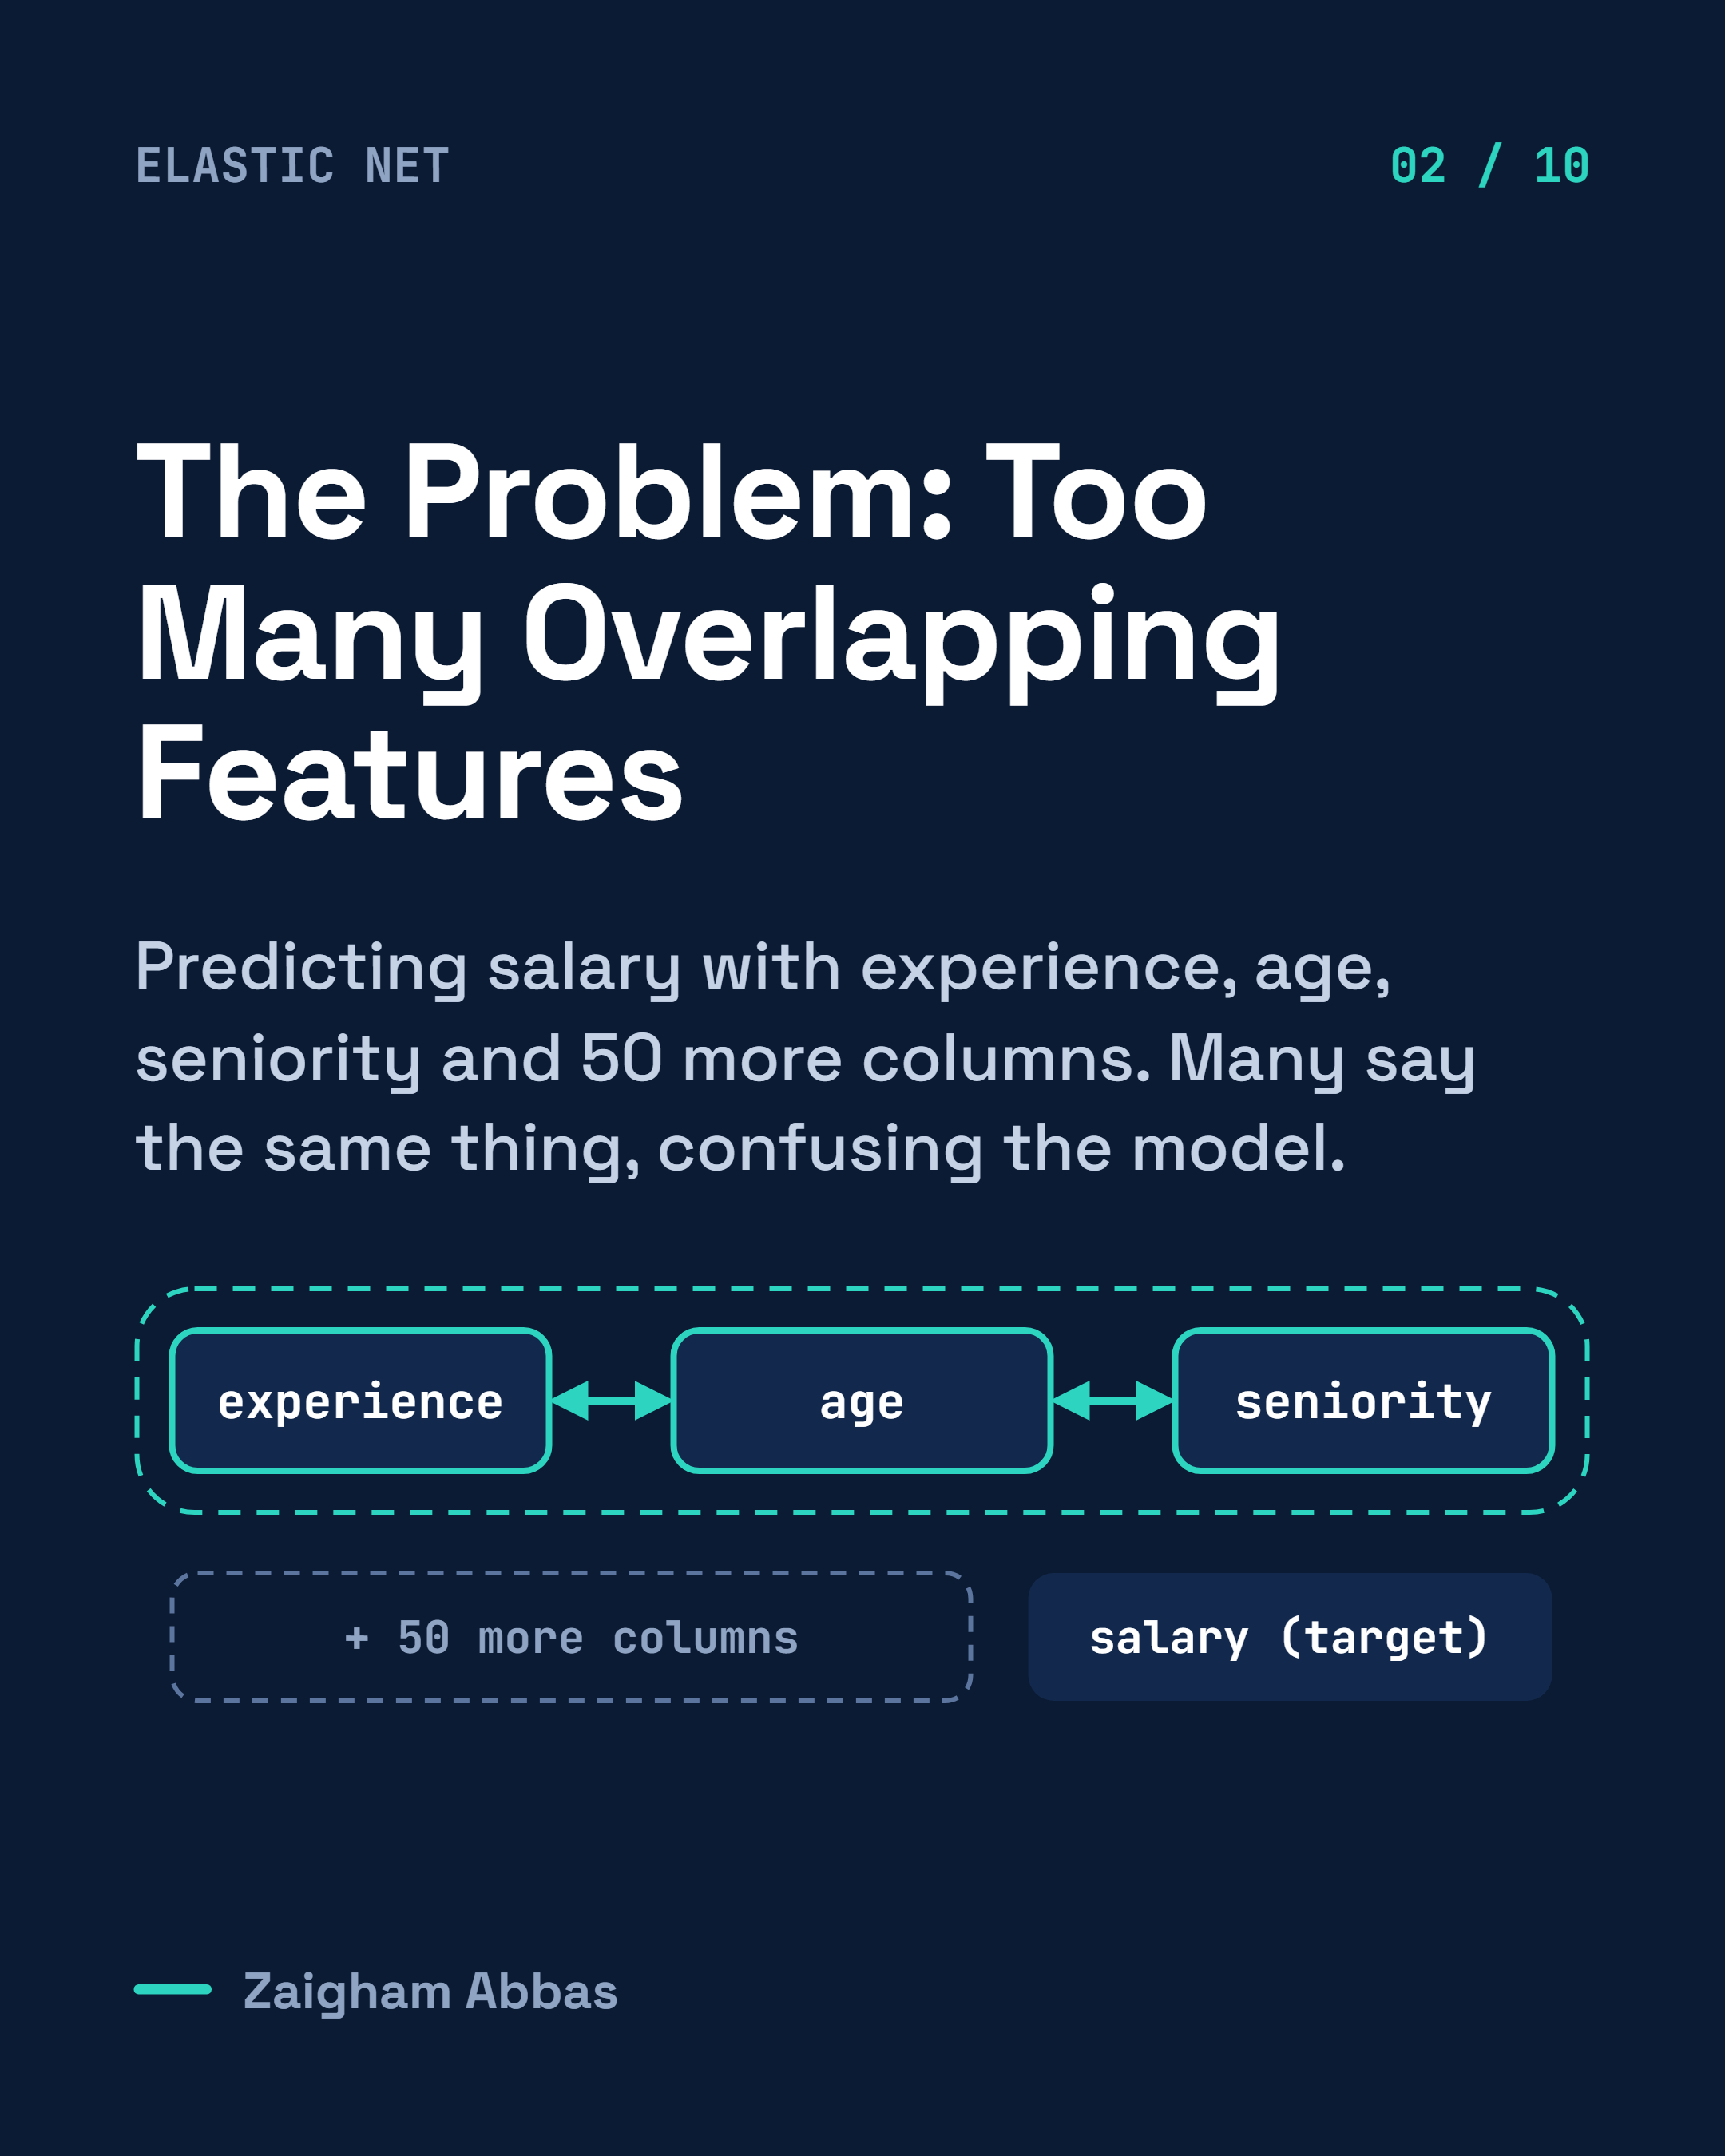 ELASTIC NET
02 / 10
The Problem: Too
Many Overlapping
Features
Predicting salary with experience, age,
seniority and 50 more columns. Many say
the same thing, confusing the model.
experience
age
seniority
+ 50 more columns
salary (target)
Zaigham Abbas